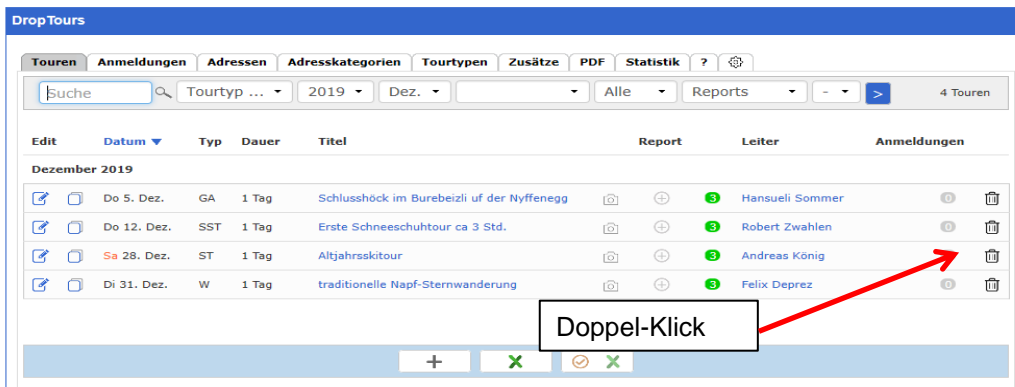 DropTours
Touren Anmeldungen Adressen Adresskategorien Tourtypen Zusätze PDF Statistik ?
Suche Tourtyp ... 2019 Dez. Alle Reports - > 4 Touren
Edit Datum Typ Dauer Titel Report Leiter Anmeldungen
Dezember 2019
Do 5. Dez. GA 1 Tag Schlusshöck im Burebeizli uf der Nyffenegg 3 Hansueli Sommer 0
Do 12. Dez. SST 1 Tag Erste Schneeschuhtour ca 3 Std. 3 Robert Zwahlen 0
Sa 28. Dez. ST 1 Tag Altjahrsskitour 3 Andreas König
Di 31. Dez. W 1 Tag traditionelle Napf-Sternwanderung 3 Felix Deprez 0
Doppel-Klick